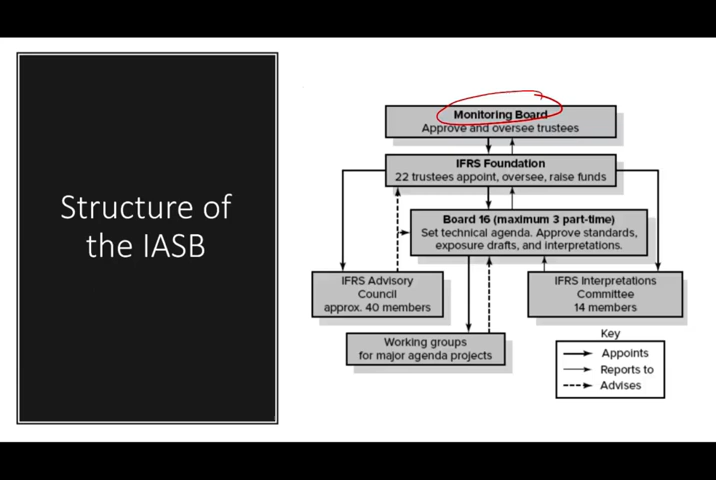 Structure of
the IASB
Monitoring Board
Approve and oversee trustees
IFRS Foundation
22 trustees appoint, oversee, raise funds
Board 16 (maximum 3 part-time)
Set technical agenda. Approve standards,
exposure drafts, and interpretations.
IFRS Advisory
Council
approx. 40 members
IFRS Interpretations
Committee
14 members
Working groups
for major agenda projects
Key
Appoints
Reports to
Advises